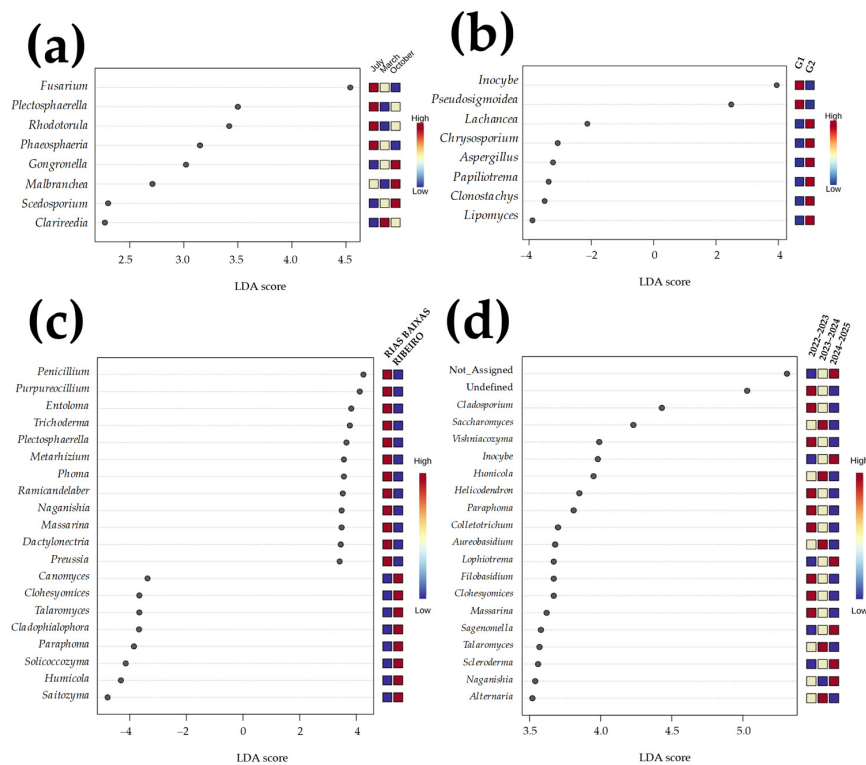 (a)
July
March
October
Fusarium
Plectosphaerella
Rhodotorula
Phaeosphaeria
Gongronella
Malbranchea
Scedosporium
Clarireedia
High
Low
2.5 3.0 3.5 4.0 4.5
LDA score
(b)
G1
G2
Inocybe
Pseudosigmoidea
Lachancea
Chrysosporium
Aspergillus
Papiliotrema
Clonostachys
Lipomyces
High
Low
−4 −2 0 2 4
LDA score
(c)
RIAS BAIXAS
RIBEIRO
Penicillium
Purpureocillium
Entoloma
Trichoderma
Plectosphaerella
Metarhizium
Phoma
Ramicandelaber
Naganishia
Massarina
Dactylonectria
Preussia
Canomyces
Clohesyomices
Talaromyces
Cladophialophora
Paraphoma
Solicoccozyma
Humicola
Saitozyma
High
Low
−4 −2 0 2 4
LDA score
(d)
2022–2023
2023–2024
2024–2025
Not_Assigned
Undefined
Cladosporium
Saccharomyces
Vishniacozyma
Inocybe
Humicola
Helicodendron
Paraphoma
Colletotrichum
Aureobasidium
Lophiotrema
Filobasidium
Clohesyomices
Massarina
Sagenomella
Talaromyces
Scleroderma
Naganishia
Alternaria
High
Low
3.5 4.0 4.5 5.0
LDA score